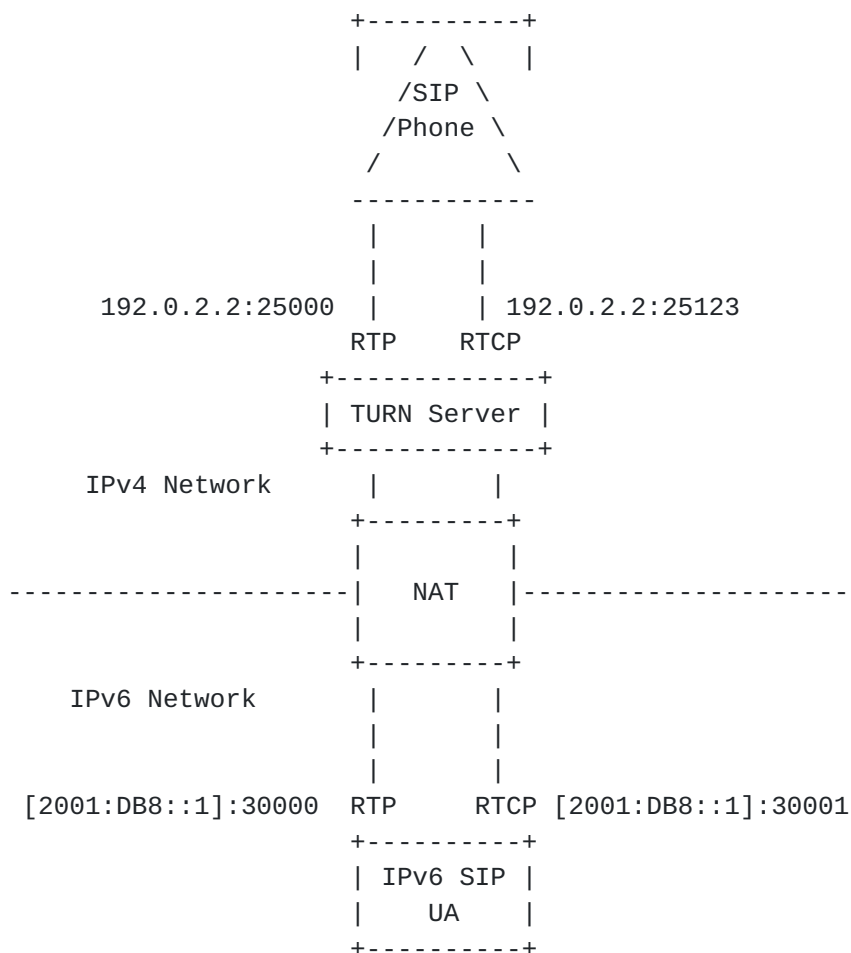 /SIP \
/Phone \
192.0.2.2:25000 192.0.2.2:25123
RTP RTCP
TURN Server
IPv4 Network
NAT
IPv6 Network
[2001:DB8::1]:30000 RTP RTCP [2001:DB8::1]:30001
IPv6 SIP
UA